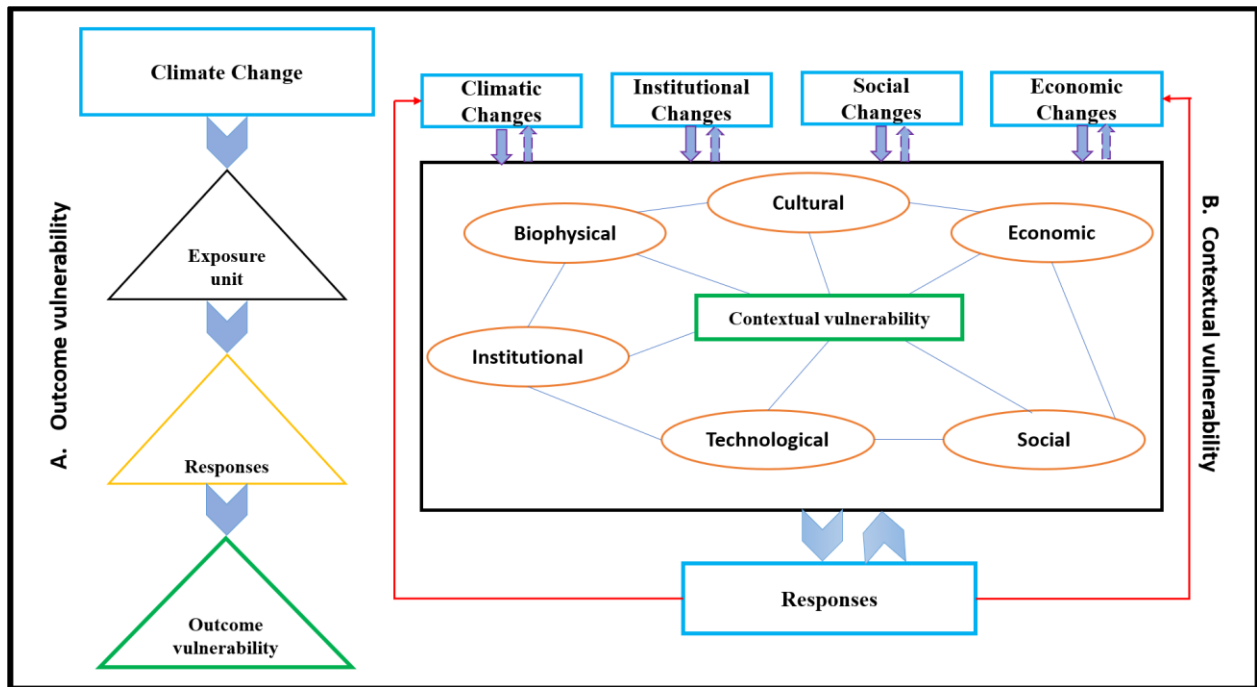 A. Outcome vulnerability
Climate Change
Exposure
unit
Responses
Outcome
vulnerability
B. Contextual vulnerability
Climatic
Changes
Institutional
Changes
Social
Changes
Economic
Changes
Cultural
Biophysical
Economic
Contextual vulnerability
Institutional
Technological
Social
Responses